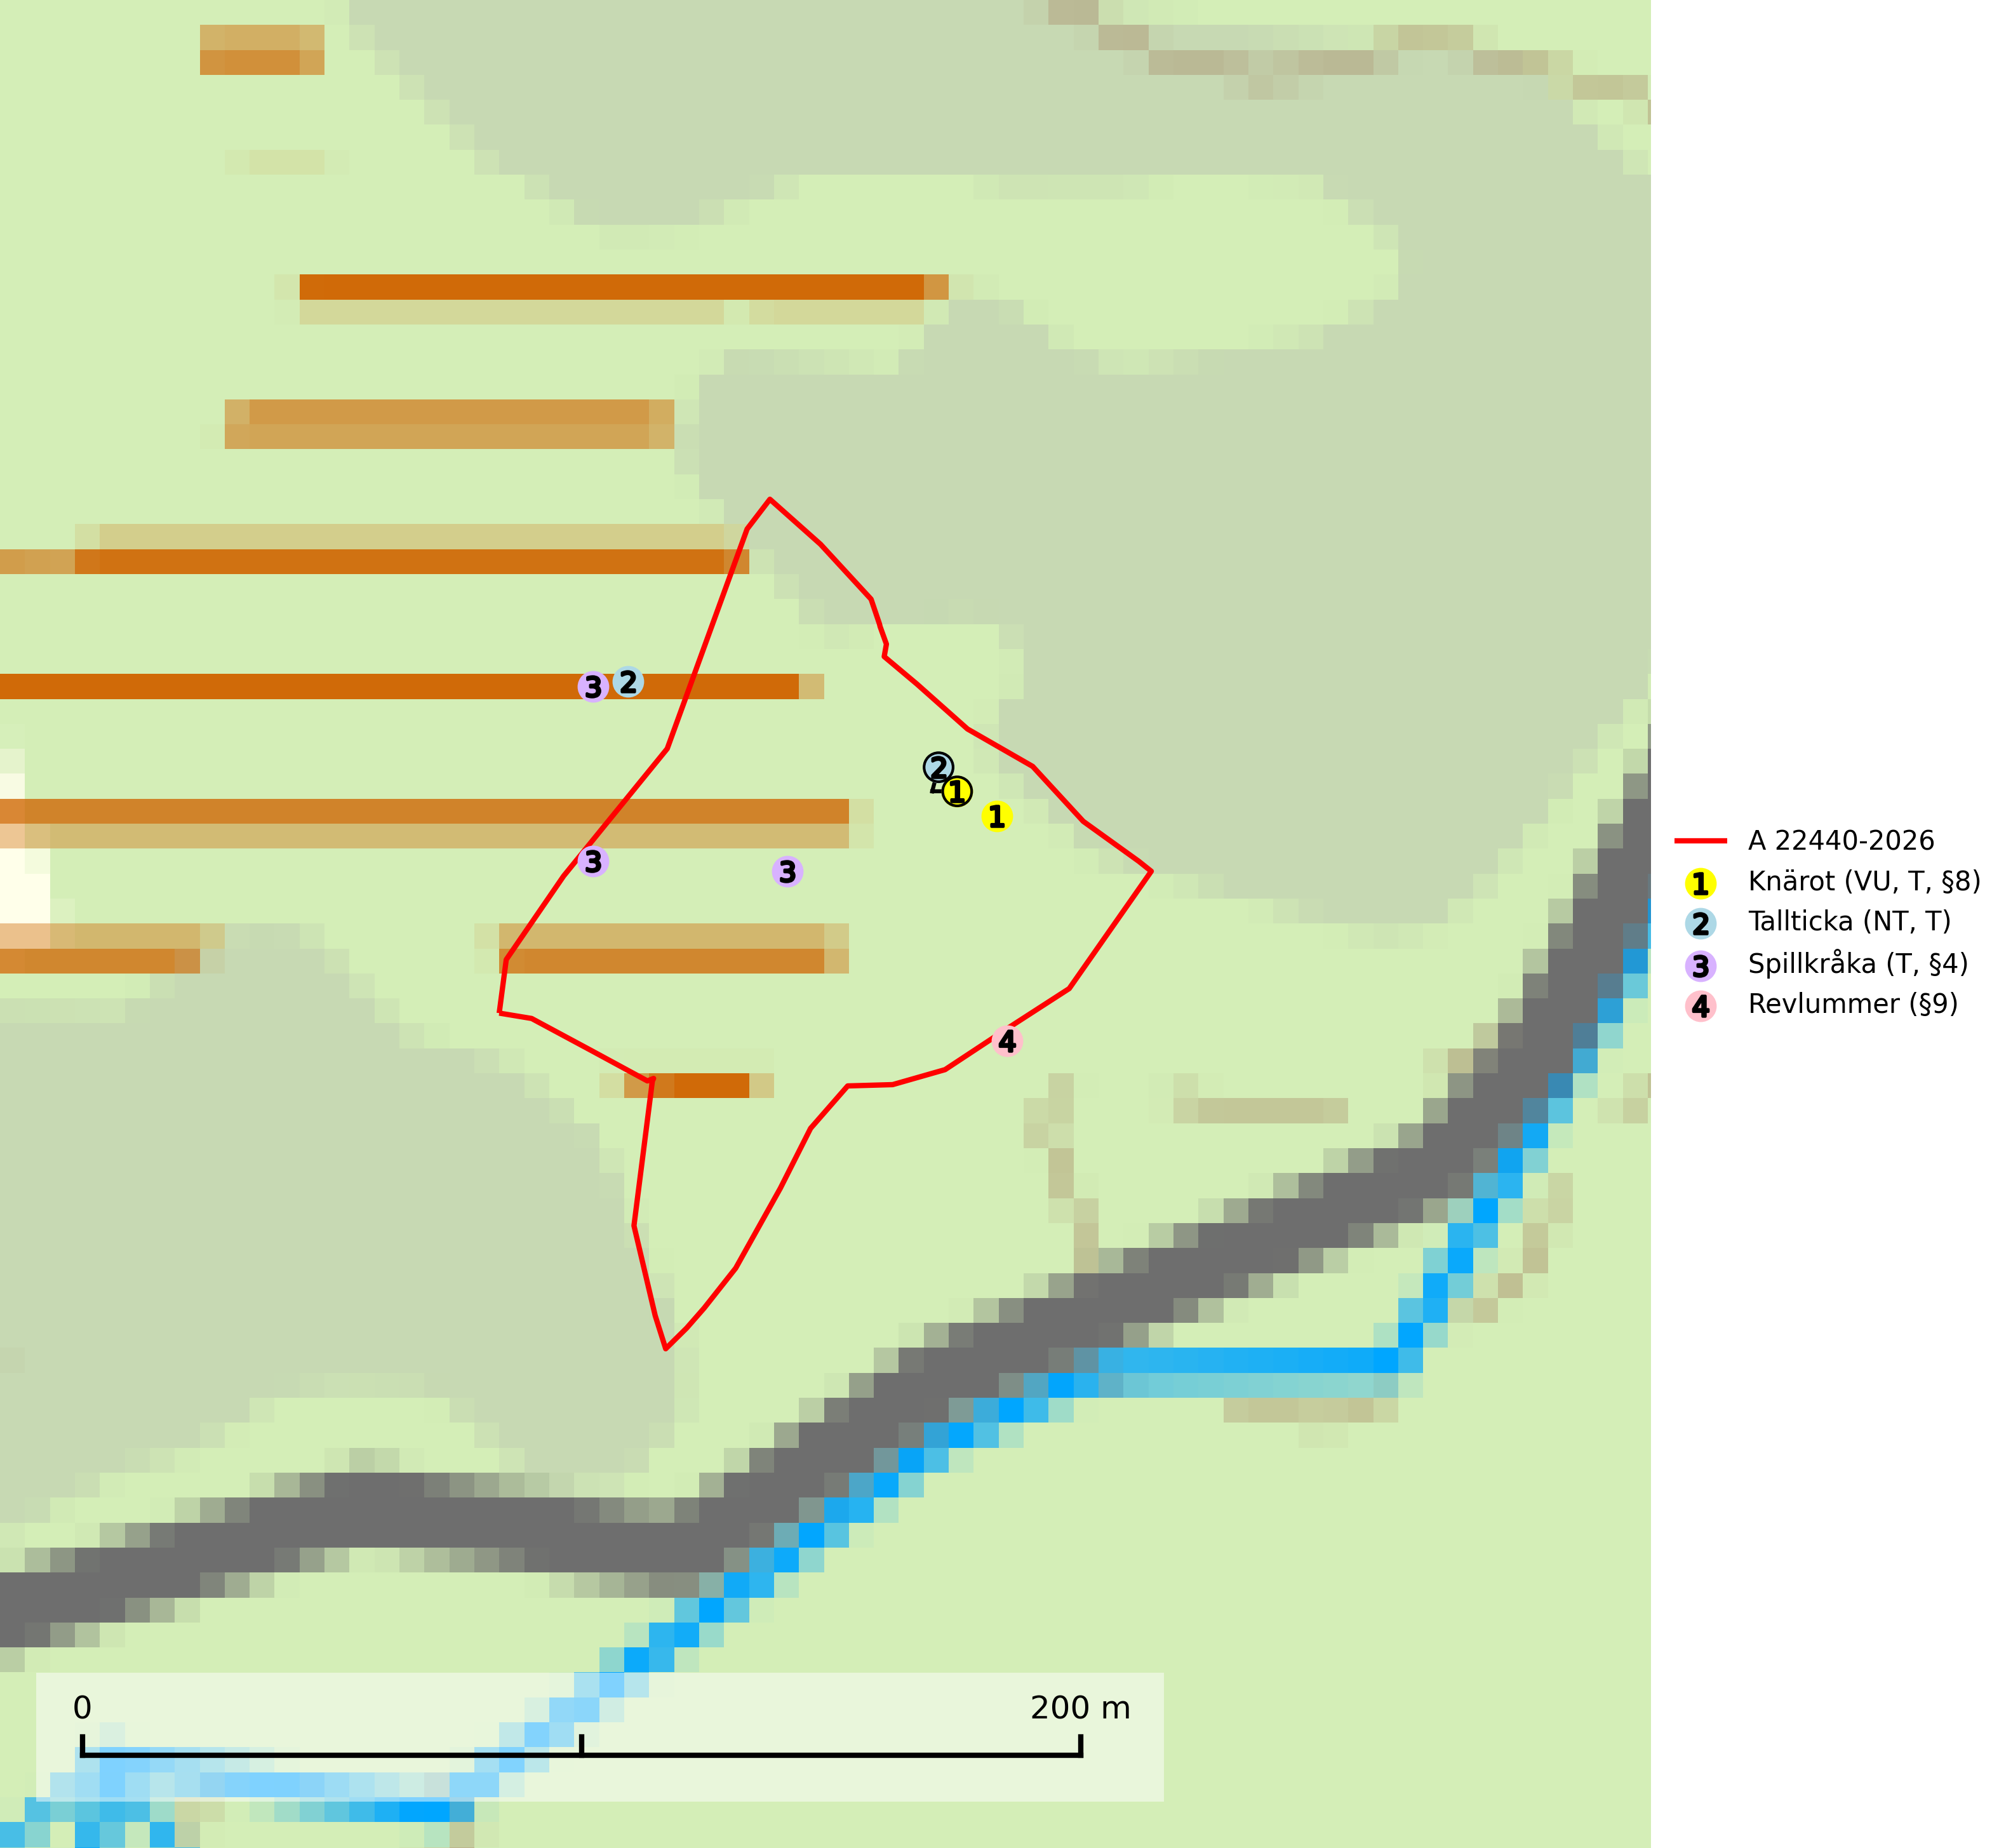 3
2
2
1
1
3
3
4
A 22440-2026
1 Knärot (VU, T, §8)
2 Tallticka (NT, T)
3 Spillkråka (T, §4)
4 Revlummer (§9)
0 200 m